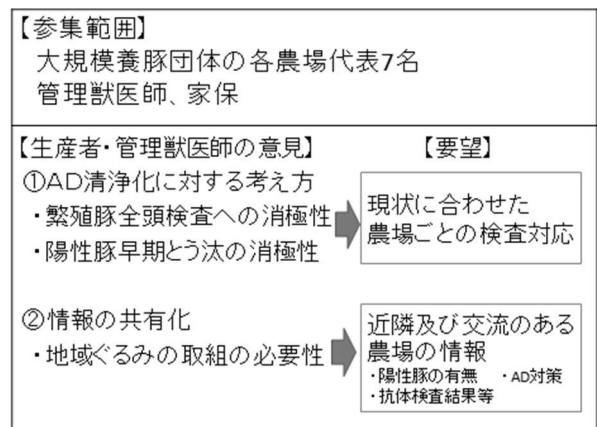 【参集範囲】
大規模養豚団体の各農場代表7名
管理獣医師、家保
【生産者・管理獣医師の意見】
【要望】
①AD清浄化に対する考え方
・繁殖豚全頭検査への消極性
・陽性豚早期とう汰の消極性
現状に合わせた
農場ごとの検査対応
②情報の共有化
・地域ぐるみの取組の必要性
近隣及び交流のある
農場の情報
・陽性豚の有無 ・AD対策
・抗体検査結果等